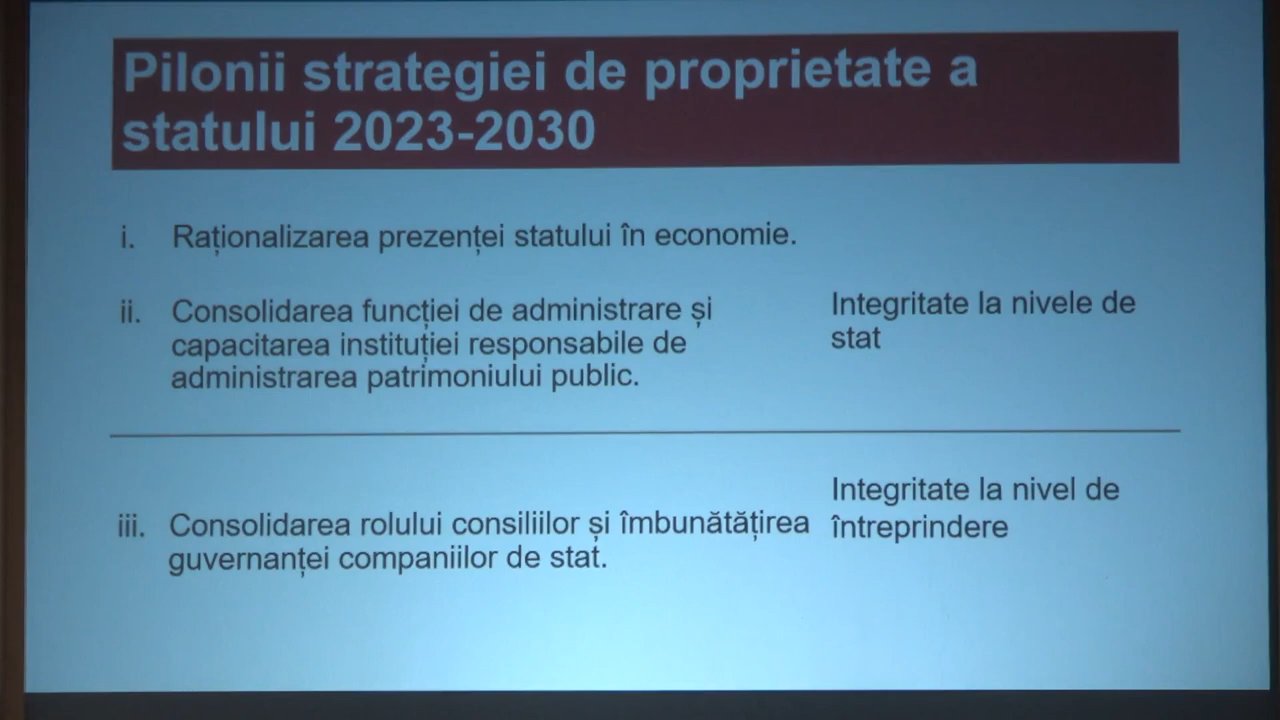 Pilonii strategiei de proprietate a
statului 2023-2030
i. Raționalizarea prezenței statului în economie.
ii. Consolidarea funcției de administrare și
capacitarea instituției responsabile de
administrarea patrimoniului public.
Integritate la nivele de
stat
iii. Consolidarea rolului consiliilor și îmbunătățirea
guvernanței companiilor de stat.
Integritate la nivel de
întreprindere